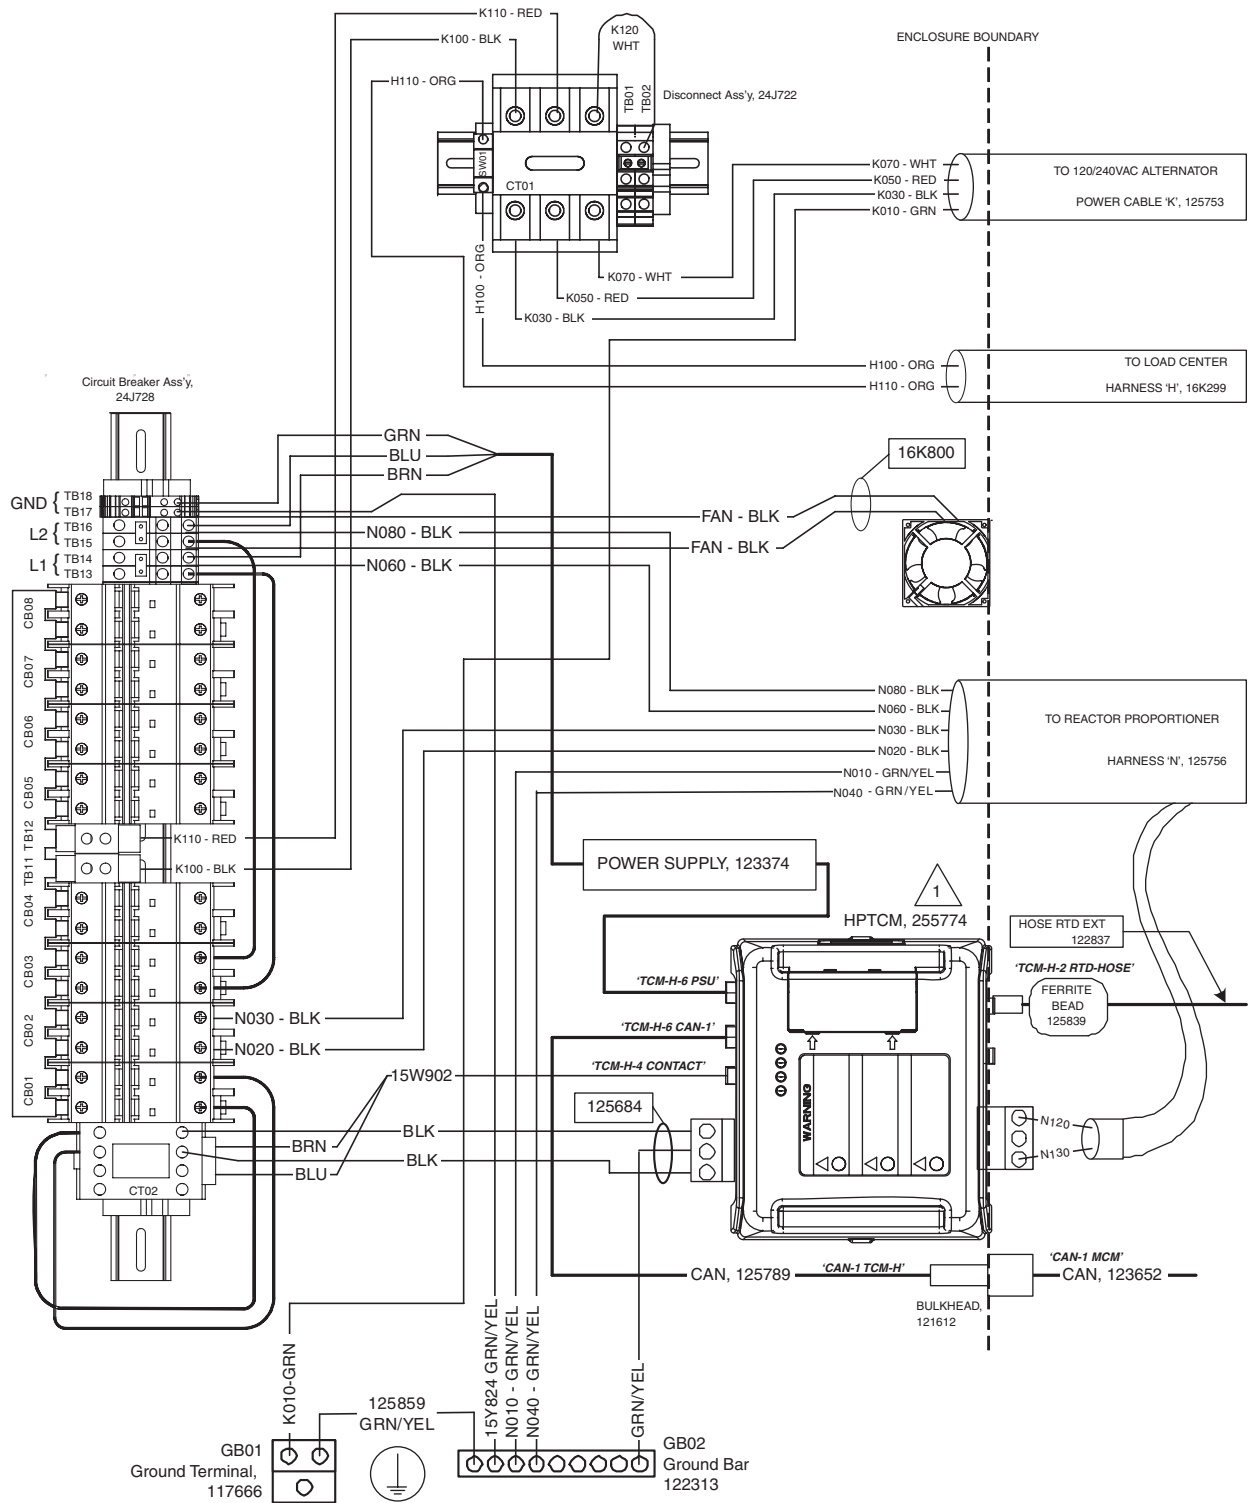 K110 - RED
K100 - BLK
K120
WHT
ENCLOSURE BOUNDARY
H110 - ORG
TB01
TB02
Disconnect Ass'y, 24J722
SW01
CT01
K070 - WHT
K050 - RED
K030 - BLK
K010 - GRN
TO 120/240VAC ALTERNATOR
POWER CABLE 'K', 125753
H100 - ORG
K070 - WHT
K050 - RED
K030 - BLK
H100 - ORG
H110 - ORG
TO LOAD CENTER
HARNESS 'H', 16K299
Circuit Breaker Ass'y,
24J728
GRN
BLU
BRN
16K800
GND { TB18
TB17
L2 { TB16
TB15
L1 { TB14
TB13
FAN - BLK
N080 - BLK
FAN - BLK
N060 - BLK
CB08
CB07
CB06
CB05
TB12
TB11
CB04
CB03
CB02
CB01
N080 - BLK
N060 - BLK
N030 - BLK
N020 - BLK
N010 - GRN/YEL
N040 - GRN/YEL
TO REACTOR PROPORTIONER
HARNESS 'N', 125756
K110 - RED
K100 - BLK
POWER SUPPLY, 123374
1
HPTCM, 255774
HOSE RTD EXT
122837
'TCM-H-6 PSU'
'TCM-H-2 RTD-HOSE'
FERRITE
BEAD
125839
N030 - BLK
'TCM-H-6 CAN-1'
N020 - BLK
'TCM-H-4 CONTACT'
15W902
WARNING
125684
BLK
BRN
BLK
BLU
N120
N130
CT02
CAN, 125789
'CAN-1 TCM-H'
'CAN-1 MCM'
CAN, 123652
BULKHEAD,
121612
K010-GRN
15Y824 GRN/YEL
N010 - GRN/YEL
N040 - GRN/YEL
GRN/YEL
125859
GRN/YEL
GB01
Ground Terminal,
117666
GB02
Ground Bar
122313